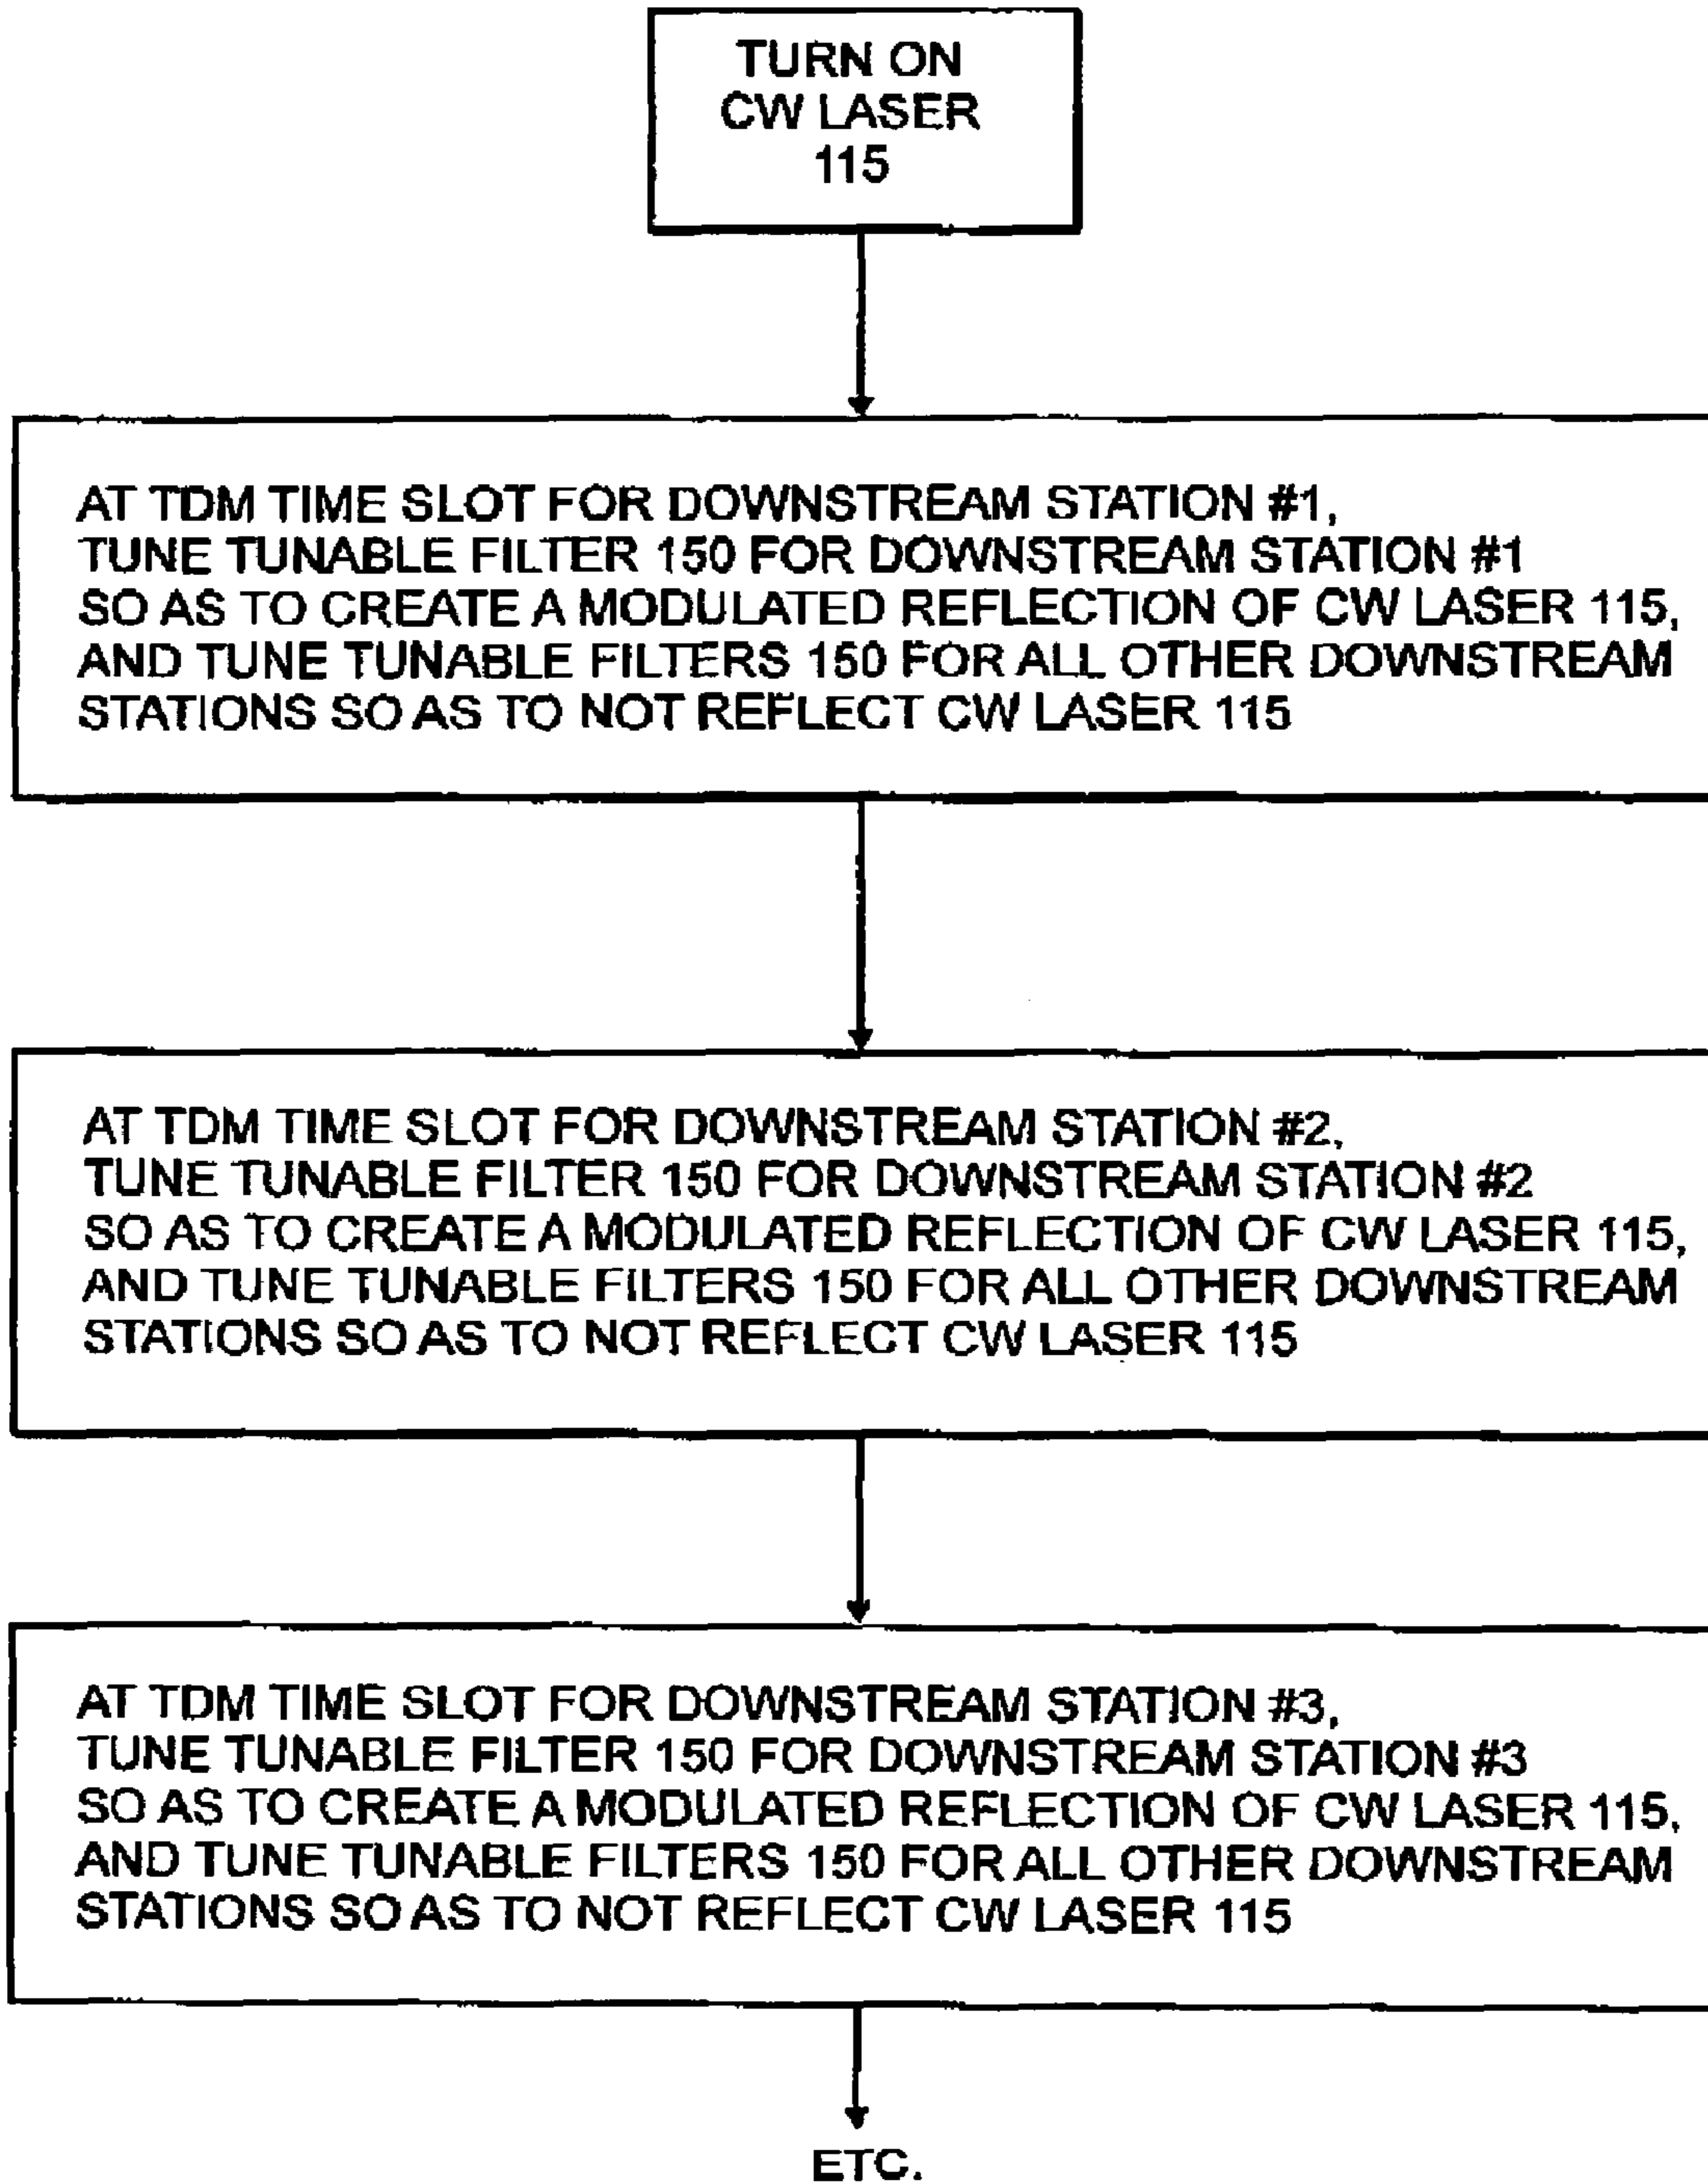 TURN ON
CW LASER
115
AT TDM TIME SLOT FOR DOWNSTREAM STATION #1,
TUNE TUNABLE FILTER 150 FOR DOWNSTREAM STATION #1
SO AS TO CREATE A MODULATED REFLECTION OF CW LASER 115,
AND TUNE TUNABLE FILTERS 150 FOR ALL OTHER DOWNSTREAM
STATIONS SO AS TO NOT REFLECT CW LASER 115
AT TDM TIME SLOT FOR DOWNSTREAM STATION #2,
TUNE TUNABLE FILTER 150 FOR DOWNSTREAM STATION #2
SO AS TO CREATE A MODULATED REFLECTION OF CW LASER 115,
AND TUNE TUNABLE FILTERS 150 FOR ALL OTHER DOWNSTREAM
STATIONS SO AS TO NOT REFLECT CW LASER 115
AT TDM TIME SLOT FOR DOWNSTREAM STATION #3,
TUNE TUNABLE FILTER 150 FOR DOWNSTREAM STATION #3
SO AS TO CREATE A MODULATED REFLECTION OF CW LASER 115,
AND TUNE TUNABLE FILTERS 150 FOR ALL OTHER DOWNSTREAM
STATIONS SO AS TO NOT REFLECT CW LASER 115
ETC.